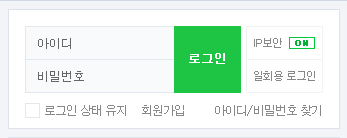 아이디
로그인
IP보안 ON
비밀번호
일회용 로그인
로그인 상태 유지 회원가입 아이디/비밀번호 찾기